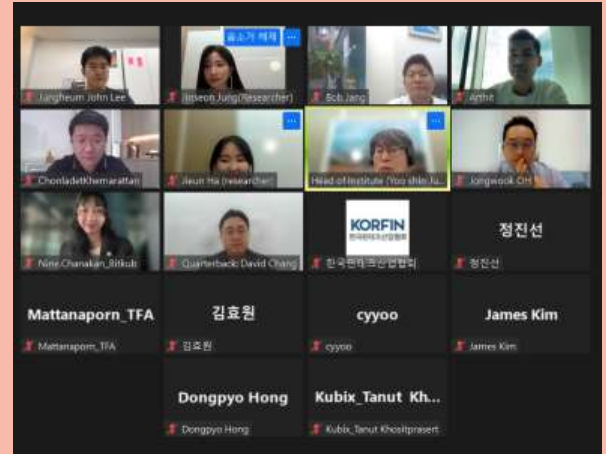 음소거 해제 ...
Jangheum John Lee
Jinseon Jung(Researcher)
Bob Jang
Arthit
...
...
ChonladetKhemarattan
Jieun Ha (researcher)
Head of Institute (Yoo shin Ju...
Jongwook OH
KORFIN
한국핀테크산업협회
정진선
Nine.Chanakan_Bitkub
Quarterback: David Chang
한국핀테크산업협회
정진선
Mattanaporn_TFA
김효원
cyyoo
James Kim
Mattanaporn_TFA
김효원
cyyoo
James Kim
Dongpyo Hong
Kubix_Tanut Kh...
Dongpyo Hong
Kubix_Tanut Khositprasert